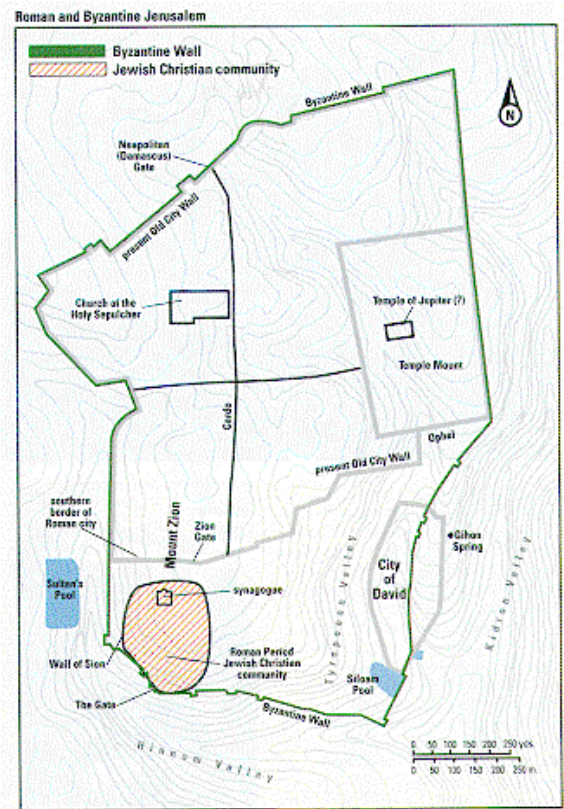 Roman and Byzantine Jerusalem
Byzantine Wall
Jewish Christian community
Byzantine Wall
N
Neapolitan
(Damascus)
Gate
present Old City Wall
Church at the
Holy Sepulcher
Temple of Jupiter (?)
Temple Mount
Cardo
Ophel
present Old City Wall
southern
border of
Roman city
Mount Zion
Zion
Gate
Gihon
Spring
City
of
David
Sultan's
Pool
synagogue
Tyropoeon Valley
Kidron Valley
Wall of Sion
Roman Period
Jewish Christian
community
Siloam
Pool
The Gate
Byzantine Wall
Hinnom Valley
0 50 100 150 200 250 yds.
0 50 100 150 200 250 m.